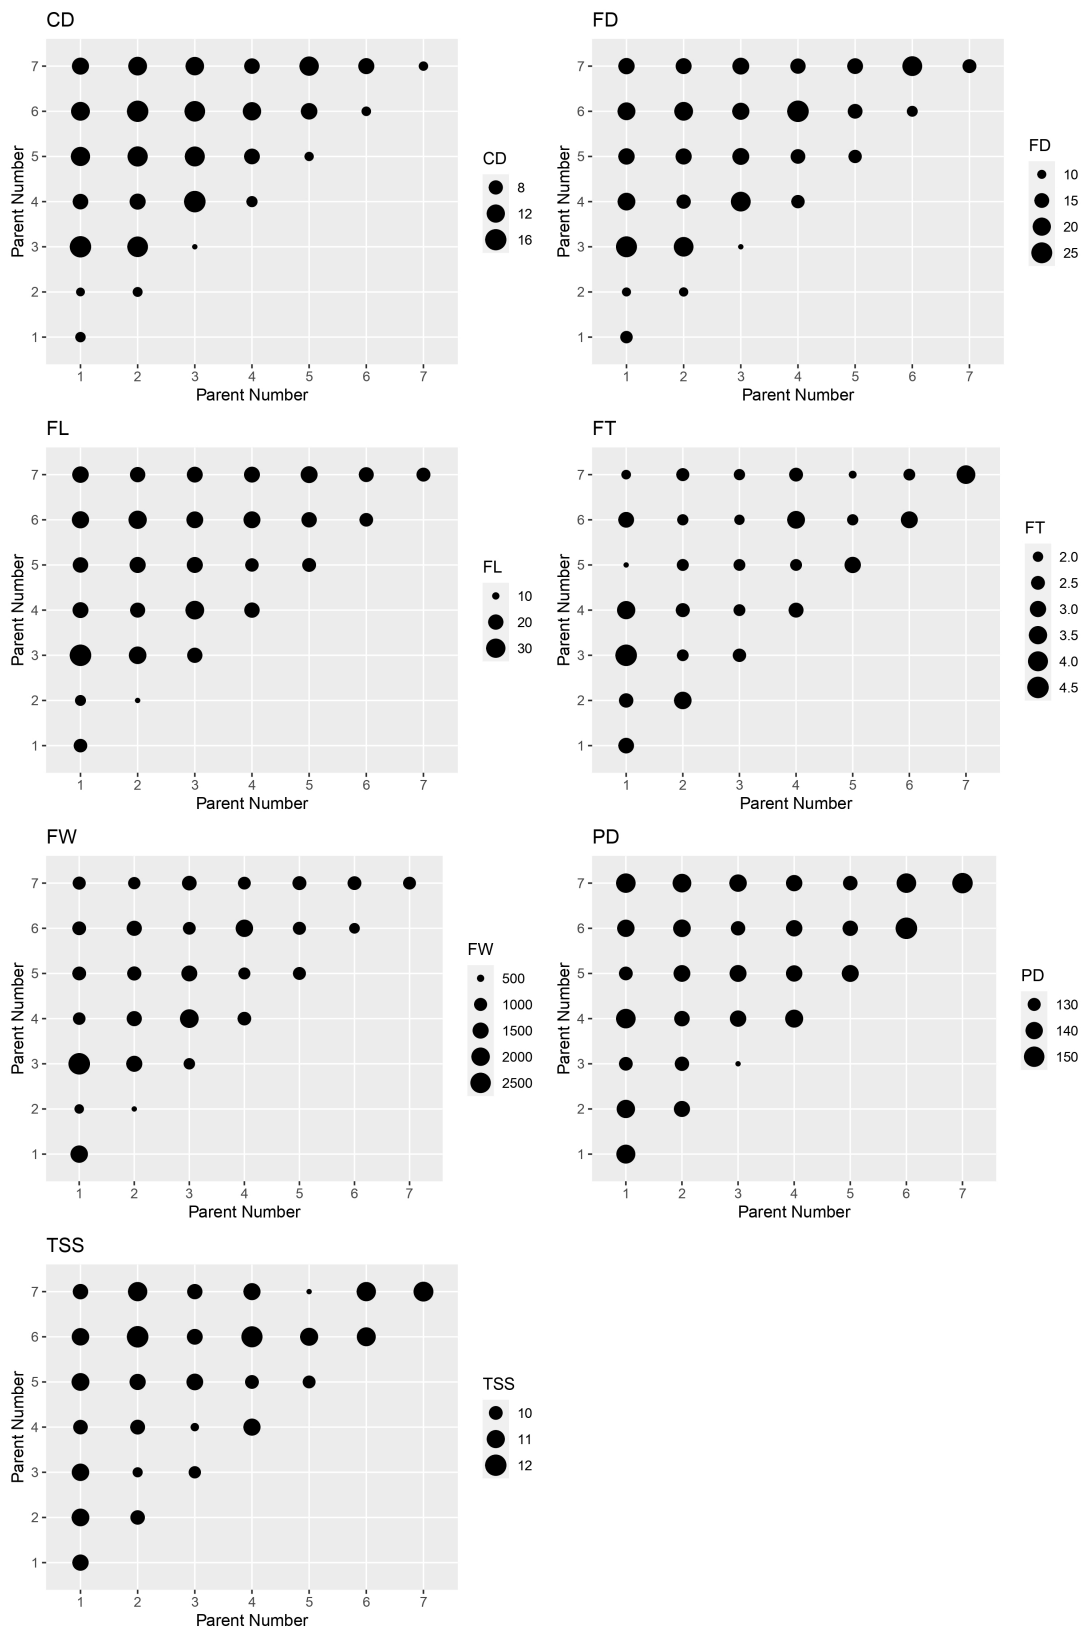 CD
7
6
5
4
3
2
1
Parent Number
1 2 3 4 5 6 7
Parent Number
CD
8
12
16
FD
7
6
5
4
3
2
1
Parent Number
1 2 3 4 5 6 7
Parent Number
FD
10
15
20
25
FL
7
6
5
4
3
2
1
Parent Number
1 2 3 4 5 6 7
Parent Number
FL
10
20
30
FT
7
6
5
4
3
2
1
Parent Number
1 2 3 4 5 6 7
Parent Number
FT
2.0
2.5
3.0
3.5
4.0
4.5
FW
7
6
5
4
3
2
1
Parent Number
1 2 3 4 5 6 7
Parent Number
FW
500
1000
1500
2000
2500
PD
7
6
5
4
3
2
1
Parent Number
1 2 3 4 5 6 7
Parent Number
PD
130
140
150
TSS
7
6
5
4
3
2
1
Parent Number
1 2 3 4 5 6 7
Parent Number
TSS
10
11
12